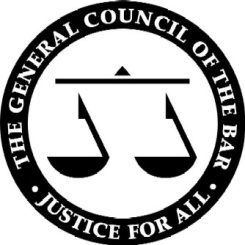 THE GENERAL COUNCIL OF THE BAR
· JUSTICE FOR ALL ·